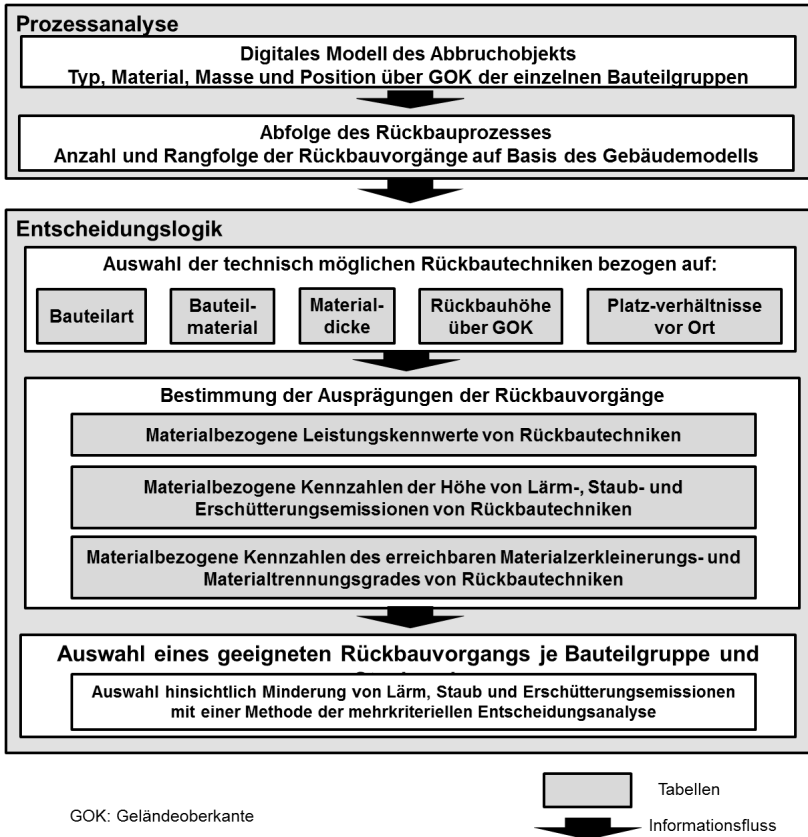 Prozessanalyse
Digitales Modell des Abbruchobjekts
Typ, Material, Masse und Position über GOK der einzelnen Bauteilgruppen
Abfolge des Rückbauprozesses
Anzahl und Rangfolge der Rückbauvorgänge auf Basis des Gebäudemodells
Entscheidungslogik
Auswahl der technisch möglichen Rückbautechniken bezogen auf:
Bauteilart
Bauteil-
material
Material-
dicke
Rückbauhöhe
über GOK
Platz-verhältnisse
vor Ort
Bestimmung der Ausprägungen der Rückbauvorgänge
Materialbezogene Leistungskennwerte von Rückbautechniken
Materialbezogene Kennzahlen der Höhe von Lärm-, Staub- und
Erschütterungsemissionen von Rückbautechniken
Materialbezogene Kennzahlen des erreichbaren Materialzerkleinerungs- und
Materialtrennungsgrades von Rückbautechniken
Auswahl eines geeigneten Rückbauvorgangs je Bauteilgruppe und
Auswahl hinsichtlich Minderung von Lärm, Staub und Erschütterungsemissionen
mit einer Methode der mehrkriteriellen Entscheidungsanalyse
GOK: Geländeoberkante
Tabellen
Informationsfluss